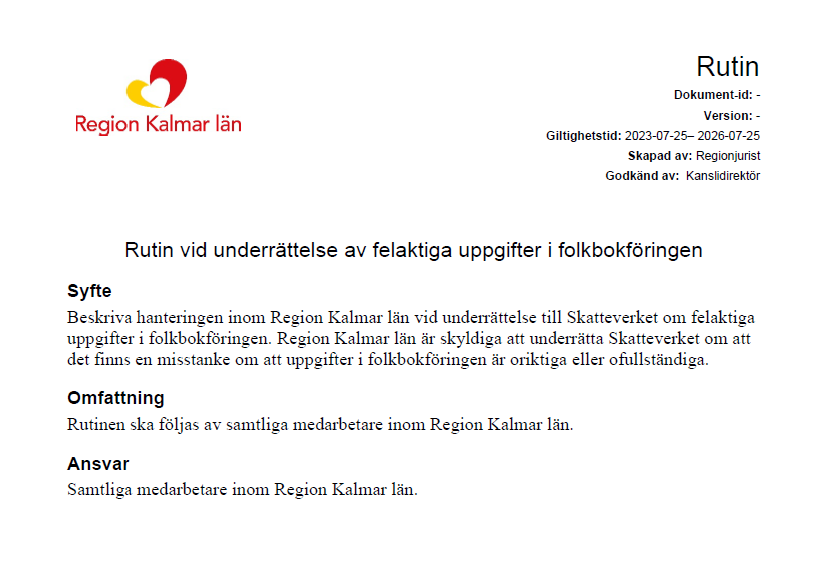 Region Kalmar län
Rutin
Dokument-id: -
Version: -
Giltighetstid: 2023-07-25– 2026-07-25
Skapad av: Regionjurist
Godkänd av: Kanslidirektör
Rutin vid underrättelse av felaktiga uppgifter i folkbokföringen
Syfte
Beskriva hanteringen inom Region Kalmar län vid underrättelse till Skatteverket om felaktiga
uppgifter i folkbokföringen. Region Kalmar län är skyldiga att underrätta Skatteverket om att
det finns en misstanke om att uppgifter i folkbokföringen är oriktiga eller ofullständiga.
Omfattning
Rutinen ska följas av samtliga medarbetare inom Region Kalmar län.
Ansvar
Samtliga medarbetare inom Region Kalmar län.